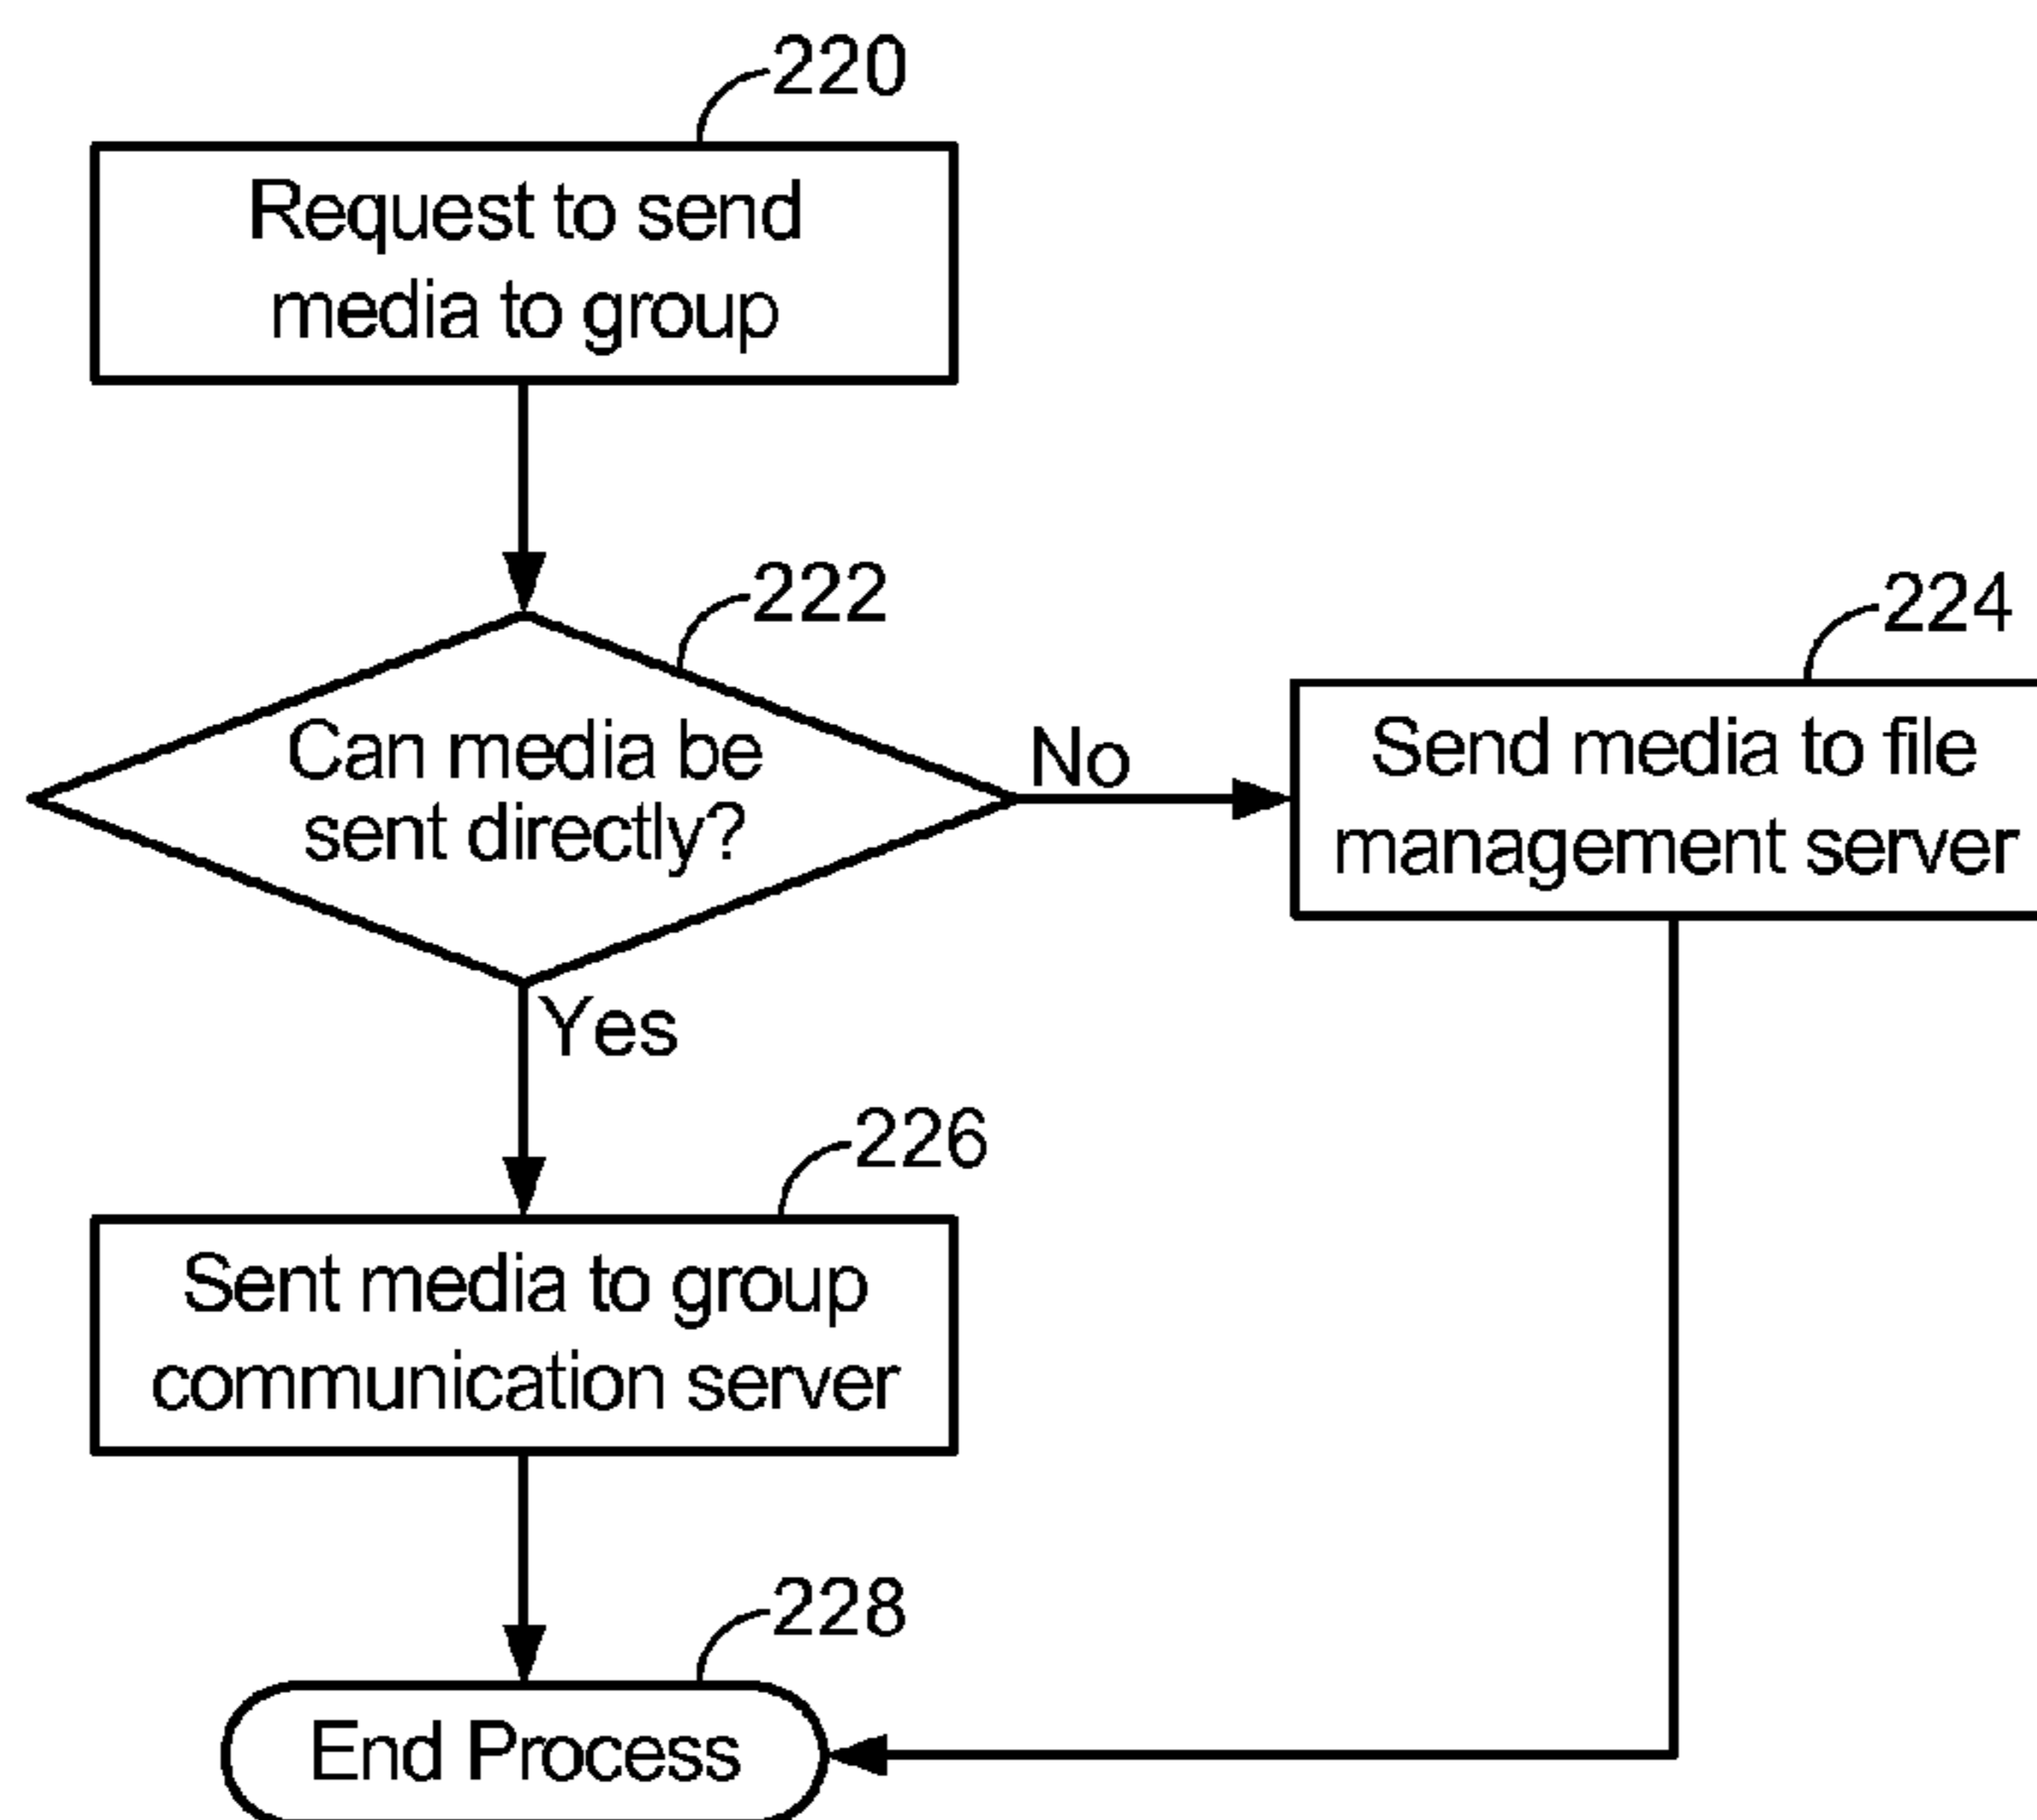 220
Request to send
media to group
222
Can media be
sent directly?
No
224
Send media to file
management server
Yes
226
Sent media to group
communication server
228
End Process